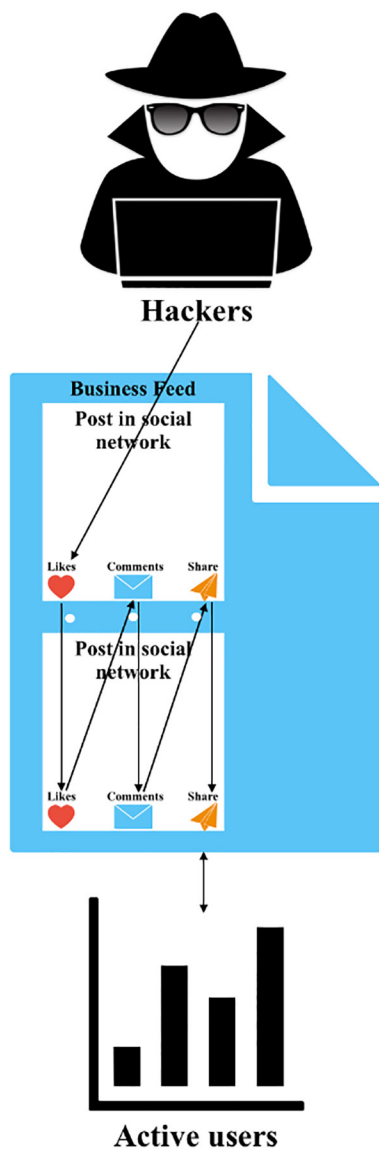 Hackers
Business Feed
Post in social
network
Likes Comments Share
Post in social
network
Likes Comments Share
Active users